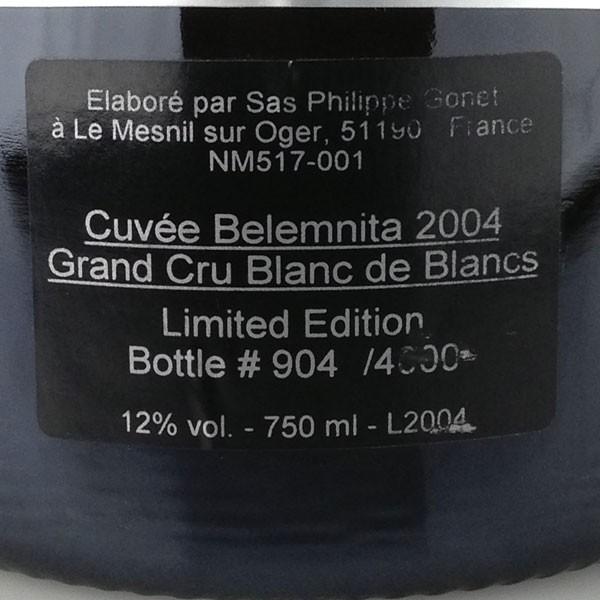 Elaboré par Sas Philippe Gonet
à Le Mesnil sur Oger, 51190 France
NM517-001
Cuvée Belemnita 2004
Grand Cru Blanc de Blancs
Limited Edition
Bottle # 904 /4000
12% vol. - 750 ml - L2004